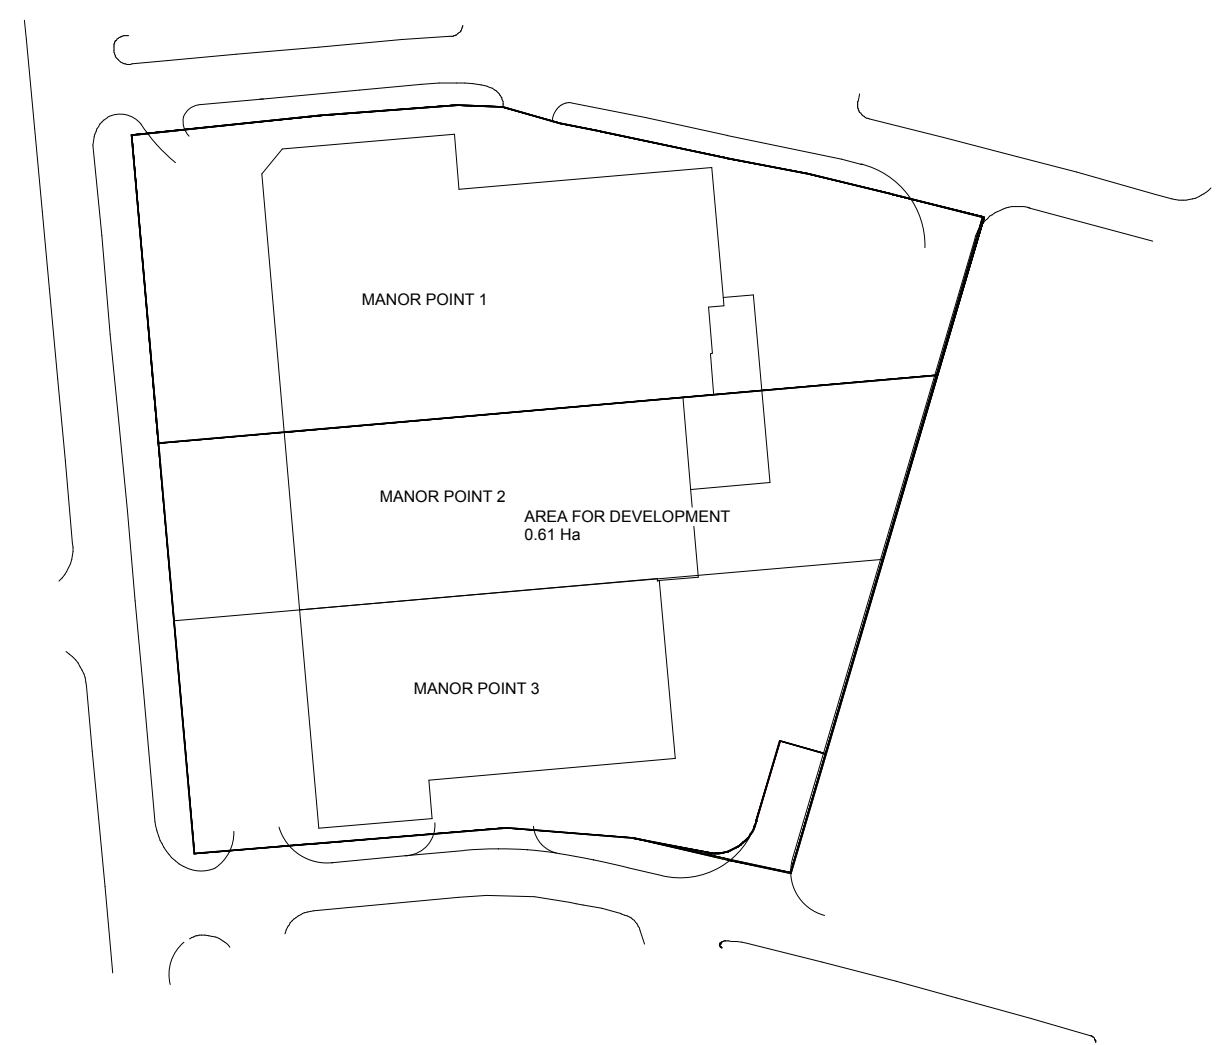 MANOR POINT 1
MANOR POINT 2
AREA FOR DEVELOPMENT
0.61 Ha
MANOR POINT 3